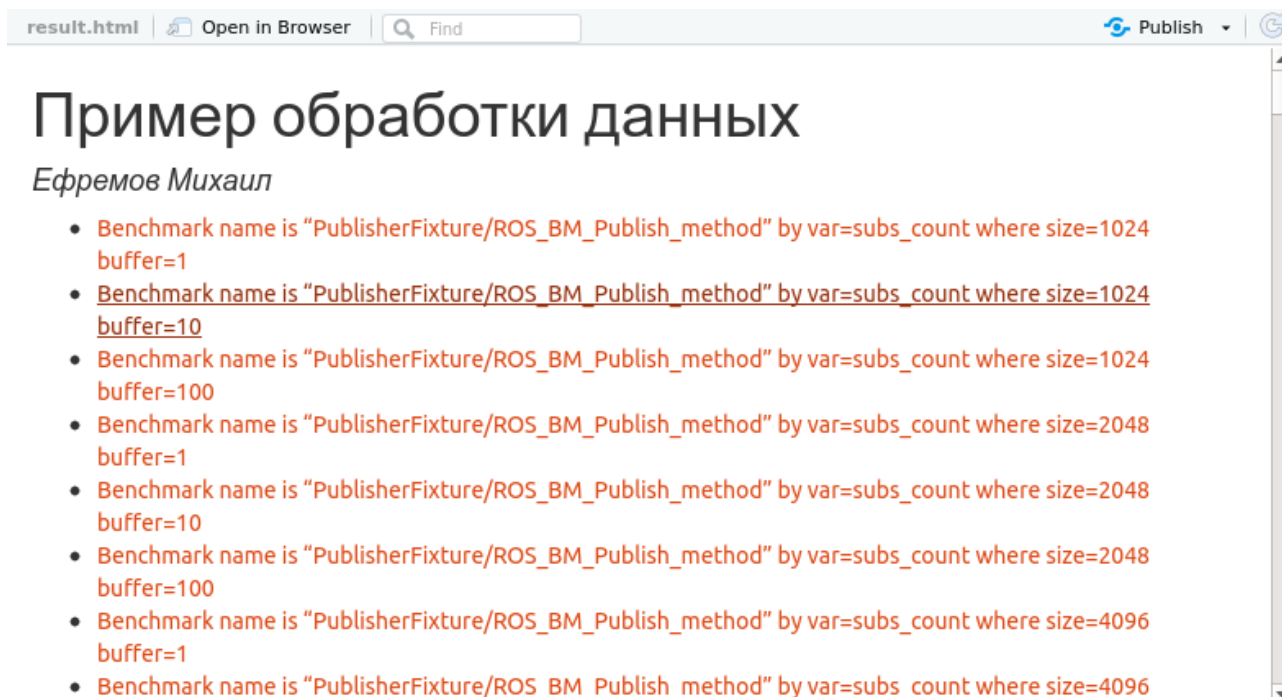 result.html Open in Browser Find Publish
Пример обработки данных
Ефремов Михаил
Benchmark name is “PublisherFixture/ROS_BM_Publish_method” by var=subs_count where size=1024
buffer=1
Benchmark name is “PublisherFixture/ROS_BM_Publish_method” by var=subs_count where size=1024
buffer=10
Benchmark name is “PublisherFixture/ROS_BM_Publish_method” by var=subs_count where size=1024
buffer=100
Benchmark name is “PublisherFixture/ROS_BM_Publish_method” by var=subs_count where size=2048
buffer=1
Benchmark name is “PublisherFixture/ROS_BM_Publish_method” by var=subs_count where size=2048
buffer=10
Benchmark name is “PublisherFixture/ROS_BM_Publish_method” by var=subs_count where size=2048
buffer=100
Benchmark name is “PublisherFixture/ROS_BM_Publish_method” by var=subs_count where size=4096
buffer=1
Benchmark name is “PublisherFixture/ROS_BM_Publish_method” by var=subs_count where size=4096